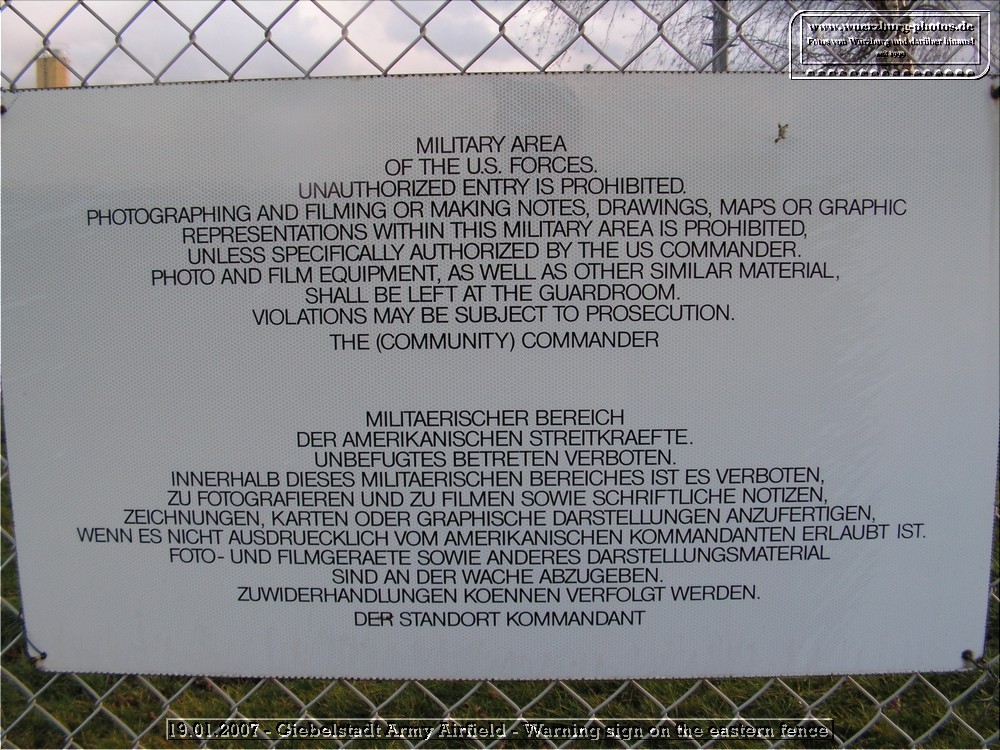 www.wuerzburg-photos.de
Fotos von Würzburg und darüber hinaus!
MILITARY AREA
OF THE U.S. FORCES.
UNAUTHORIZED ENTRY IS PROHIBITED.
PHOTOGRAPHING AND FILMING OR MAKING NOTES, DRAWINGS, MAPS OR GRAPHIC
REPRESENTATIONS WITHIN THIS MILITARY AREA IS PROHIBITED,
UNLESS SPECIFICALLY AUTHORIZED BY THE US COMMANDER.
PHOTO AND FILM EQUIPMENT, AS WELL AS OTHER SIMILAR MATERIAL,
SHALL BE LEFT AT THE GUARDROOM.
VIOLATIONS MAY BE SUBJECT TO PROSECUTION.
THE (COMMUNITY) COMMANDER
MILITAERISCHER BEREICH
DER AMERIKANISCHEN STREITKRAEFTE.
UNBEFUGTES BETRETEN VERBOTEN.
INNERHALB DIESES MILITAERISCHEN BEREICHES IST ES VERBOTEN,
ZU FOTOGRAFIEREN UND ZU FILMEN SOWIE SCHRIFTLICHE NOTIZEN,
ZEICHNUNGEN, KARTEN ODER GRAPHISCHE DARSTELLUNGEN ANZUFERTIGEN,
WENN ES NICHT AUSDRUECKLICH VOM AMERIKANISCHEN KOMMANDANTEN ERLAUBT IST.
FOTO- UND FILMGERAETE SOWIE ANDERES DARSTELLUNGSMATERIAL
SIND AN DER WACHE ABZUGEBEN.
ZUWIDERHANDLUNGEN KOENNEN VERFOLGT WERDEN.
DER STANDORT KOMMANDANT
19.01.2007 - Giebelstadt Army Airfield - Warning sign on the eastern fence